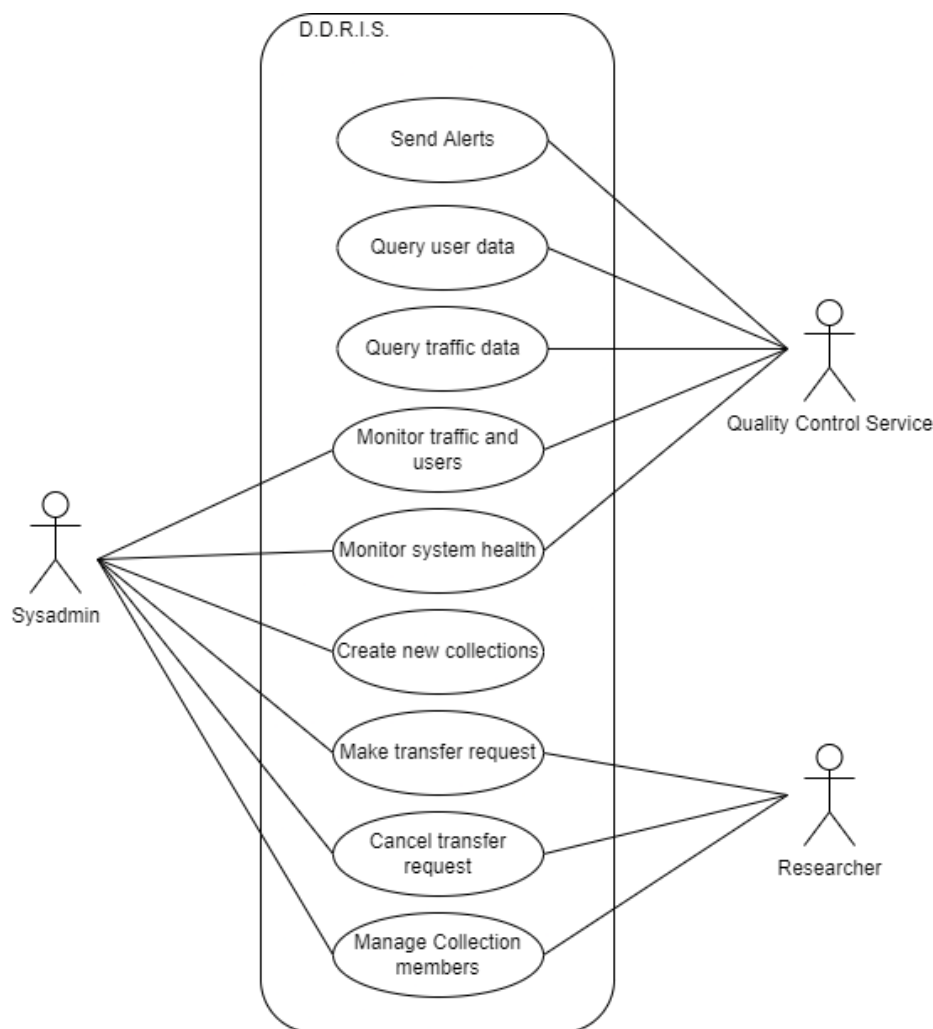 D.D.R.I.S.
Send Alerts
Query user data
Query traffic data
Monitor traffic and
users
Quality Control Service
Monitor system health
Sysadmin
Create new collections
Make transfer request
Cancel transfer
request
Researcher
Manage Collection
members